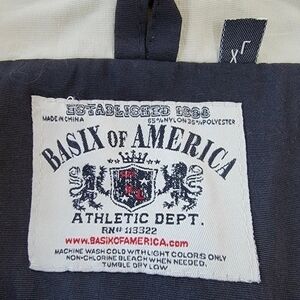 XL
ESTABLISHED 1998
MADE IN CHINA 65% NYLON 35% POLYESTER
BASIX OF AMERICA
ATHLETIC DEPT.
RN# 113322
www.BASIXOFAMERICA.com
MACHINE WASH COLD WITH LIGHT COLORS ONLY
NON-CHLORINE BLEACH WHEN NEEDED.
TUMBLE DRY LOW